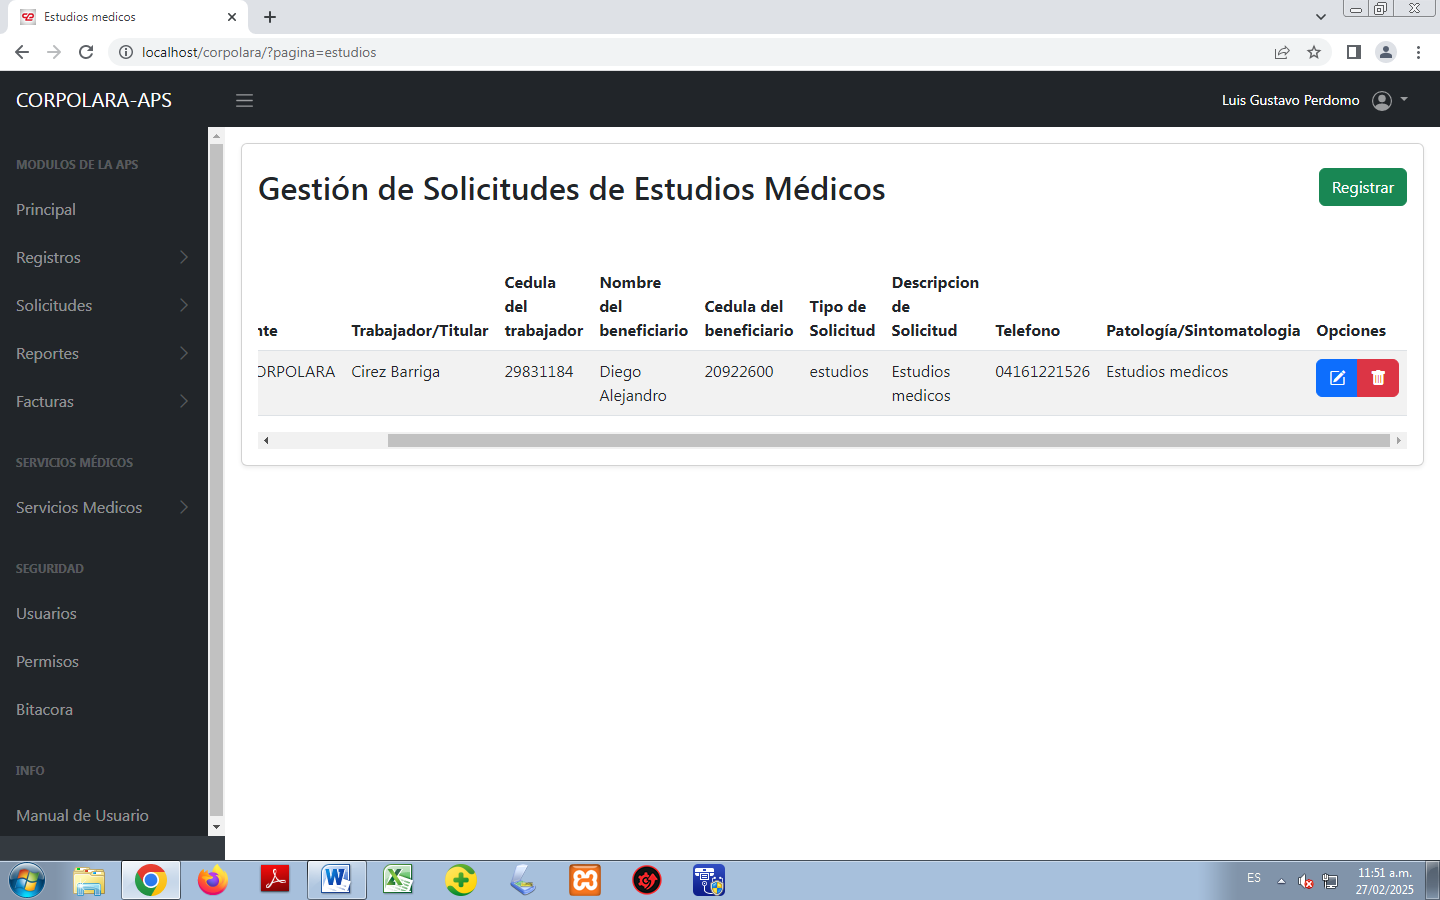 Estudios medicos
localhost/corpolara/?pagina=estudios
CORPOLARA-APS
Luis Gustavo Perdomo
MODULOS DE LA APS
Principal
Registros
Solicitudes
Reportes
Facturas
SERVICIOS MÉDICOS
Servicios Medicos
SEGURIDAD
Usuarios
Permisos
Bitacora
INFO
Manual de Usuario
Gestión de Solicitudes de Estudios Médicos
Registrar
nte
Trabajador/Titular
Cedula
del
trabajador
Nombre
del
beneficiario
Cedula del
beneficiario
Tipo de
Solicitud
Descripcion
de
Solicitud
Telefono
Patología/Sintomatologia
Opciones
ORPOLARA
Cirez Barriga
29831184
Diego
Alejandro
20922600
estudios
Estudios
medicos
04161221526
Estudios medicos
ES
11:51 a.m.
27/02/2025